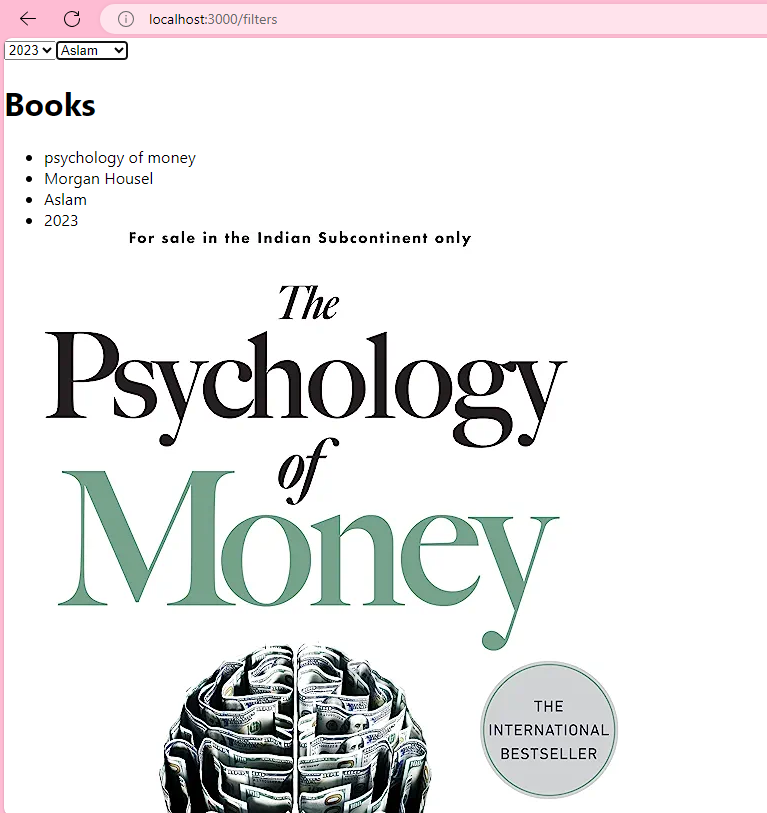 localhost:3000/filters
2023 Aslam
Books
psychology of money
Morgan Housel
Aslam
2023
For sale in the Indian Subcontinent only
The
Psychology
of
Money
THE
INTERNATIONAL
BESTSELLER